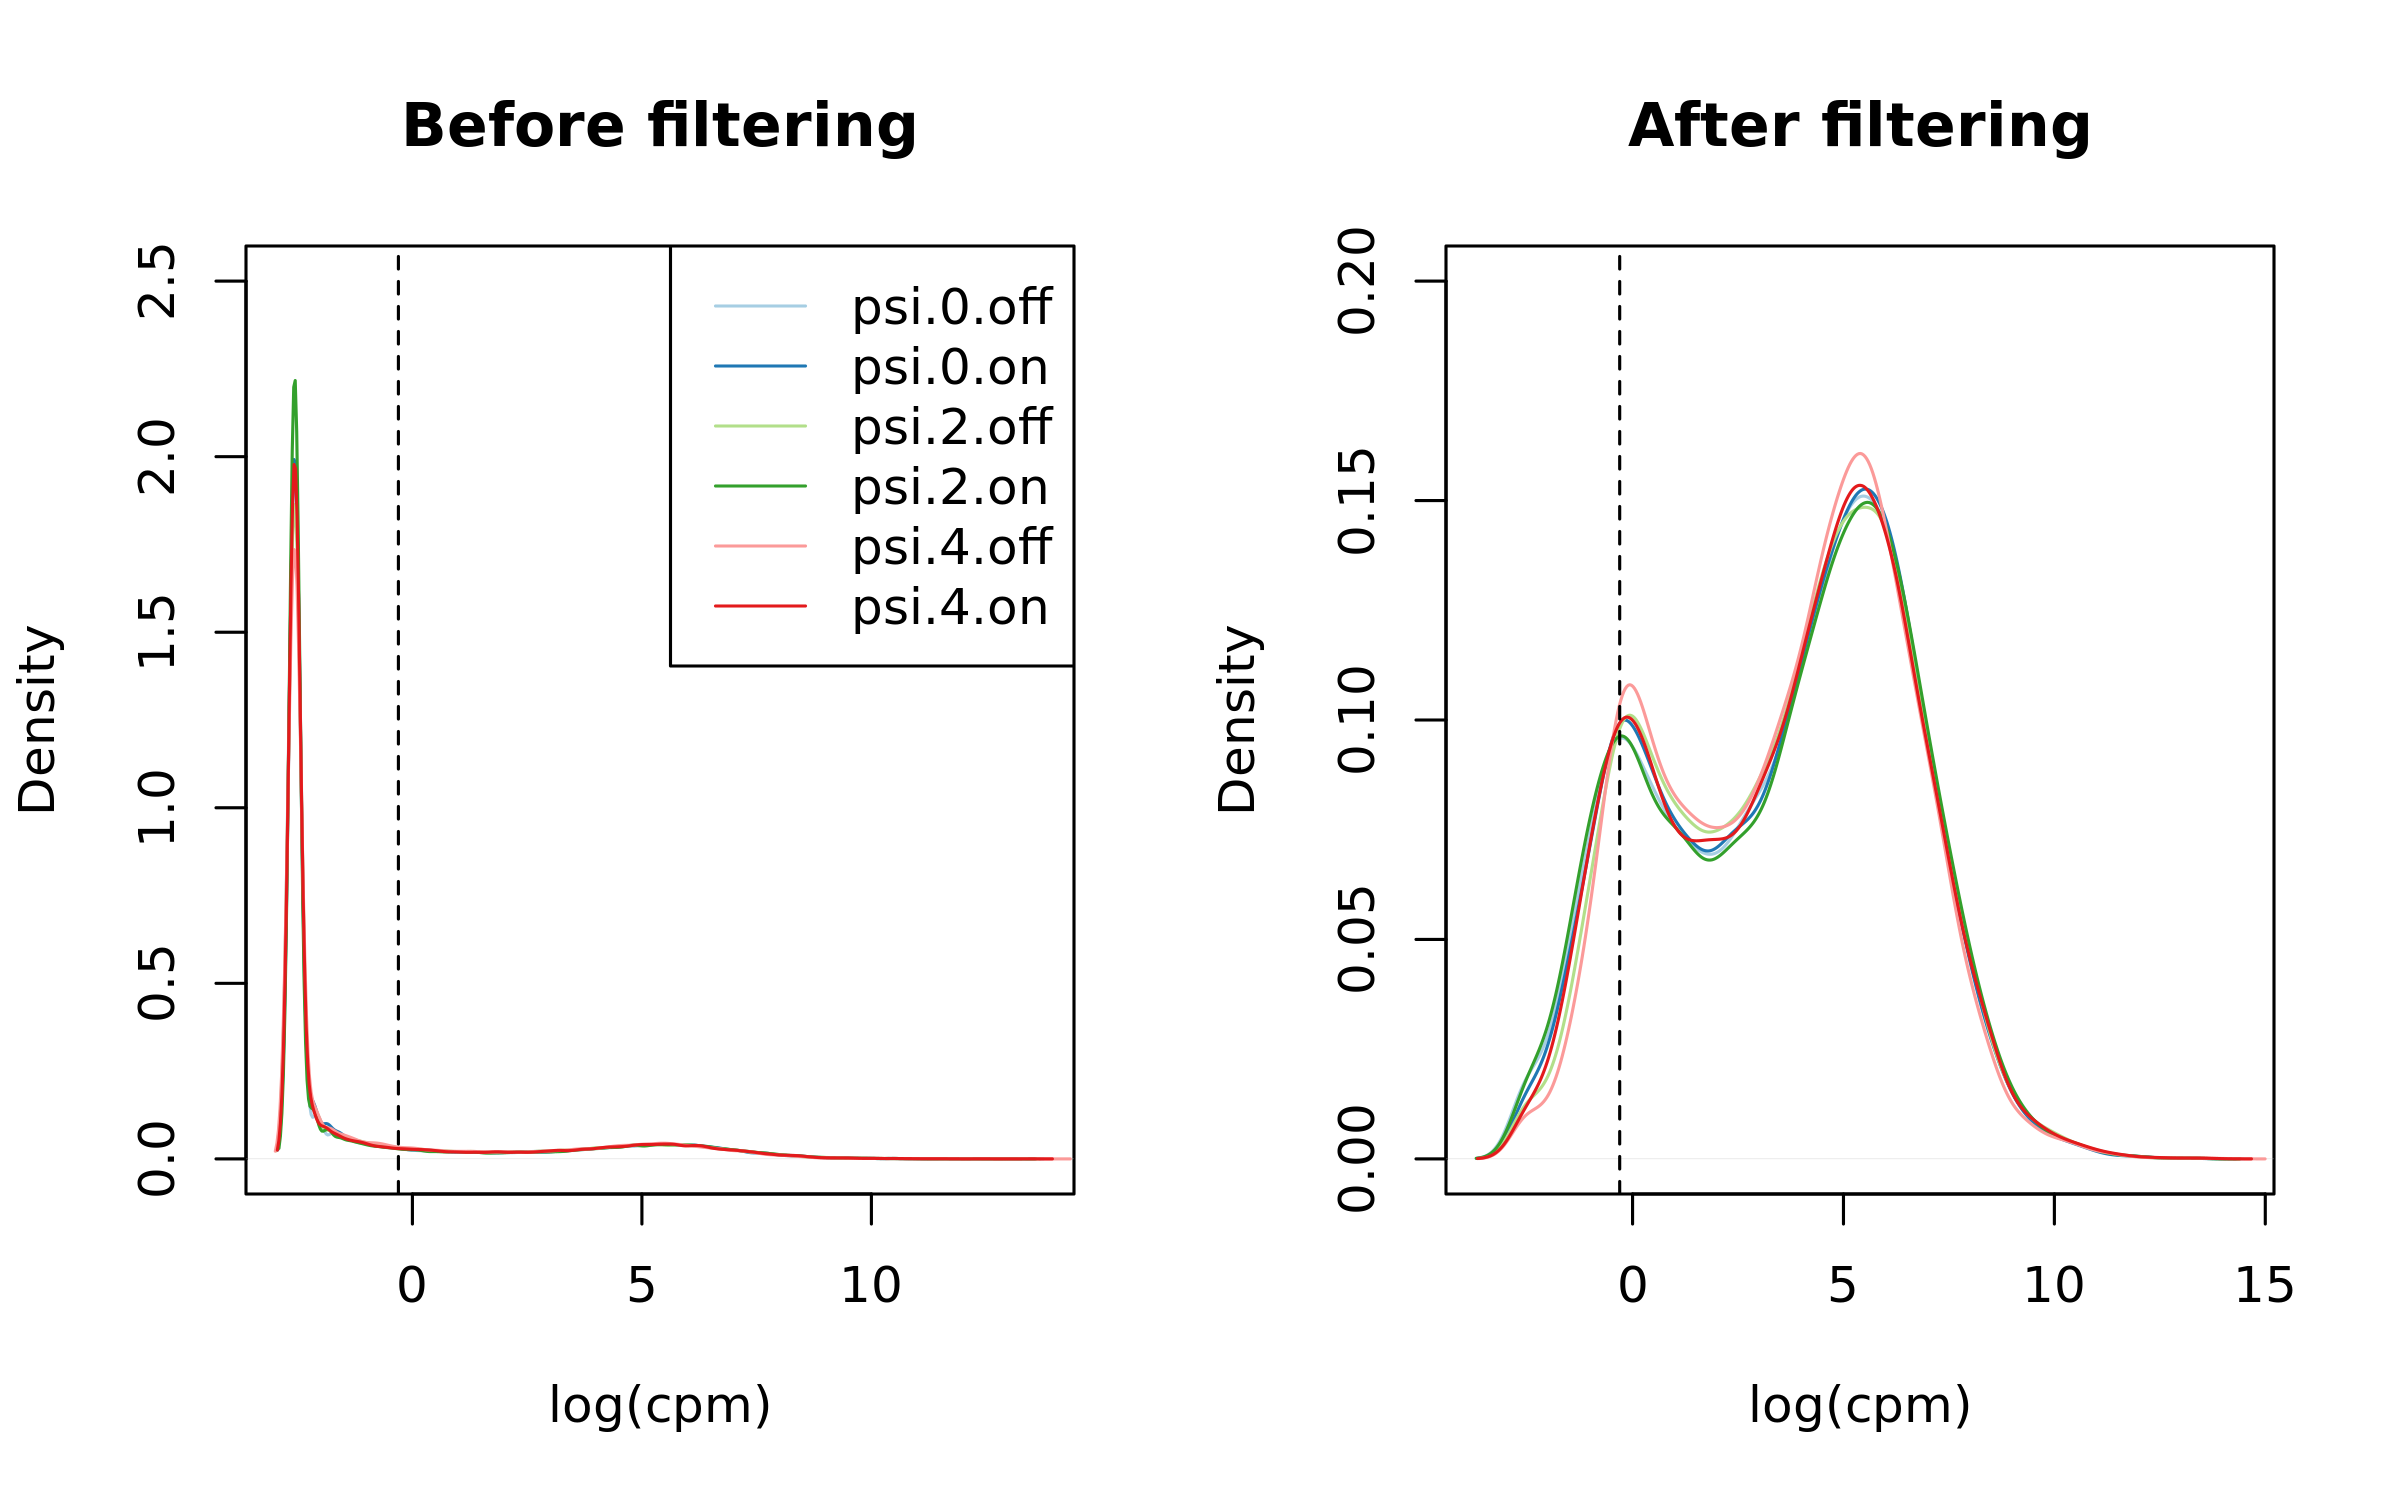 Before filtering
Density
0.0 0.5 1.0 1.5 2.0 2.5
psi.0.off
psi.0.on
psi.2.off
psi.2.on
psi.4.off
psi.4.on
0 5 10
log(cpm)
After filtering
Density
0.00 0.05 0.10 0.15 0.20
0 5 10 15
log(cpm)